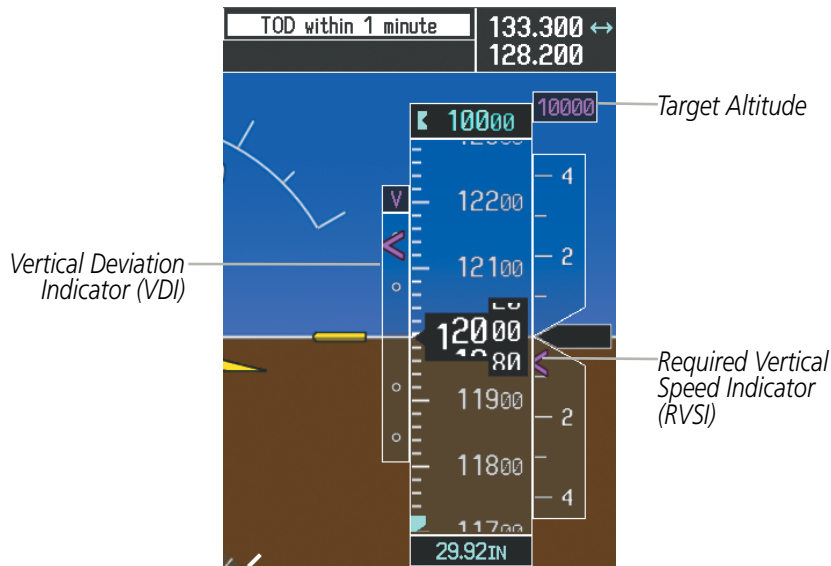 TOD within 1 minute
133.300 ↔
128.200
10000
10000
Target Altitude
4
V
12200
2
Vertical Deviation
Indicator (VDI)
12100
12000
80
Required Vertical
Speed Indicator
(RVSI)
11900
2
11800
4
11700
29.92IN